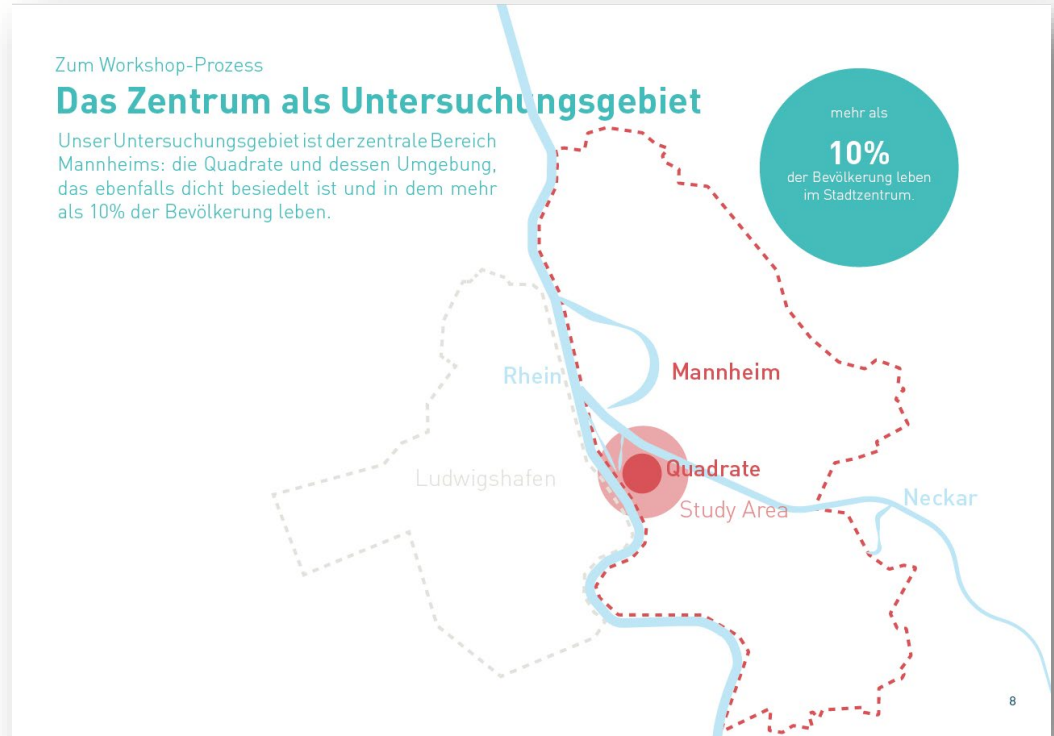 Zum Workshop-Prozess
Das Zentrum als Untersuchungsgebiet
Unser Untersuchungsgebiet ist der zentrale Bereich
Mannheims: die Quadrate und dessen Umgebung,
das ebenfalls dicht besiedelt ist und in dem mehr
als 10% der Bevölkerung leben.
mehr als
10%
der Bevölkerung leben
im Stadtzentrum.
Rhein
Mannheim
Ludwigshafen
Quadrate
Study Area
Neckar
8